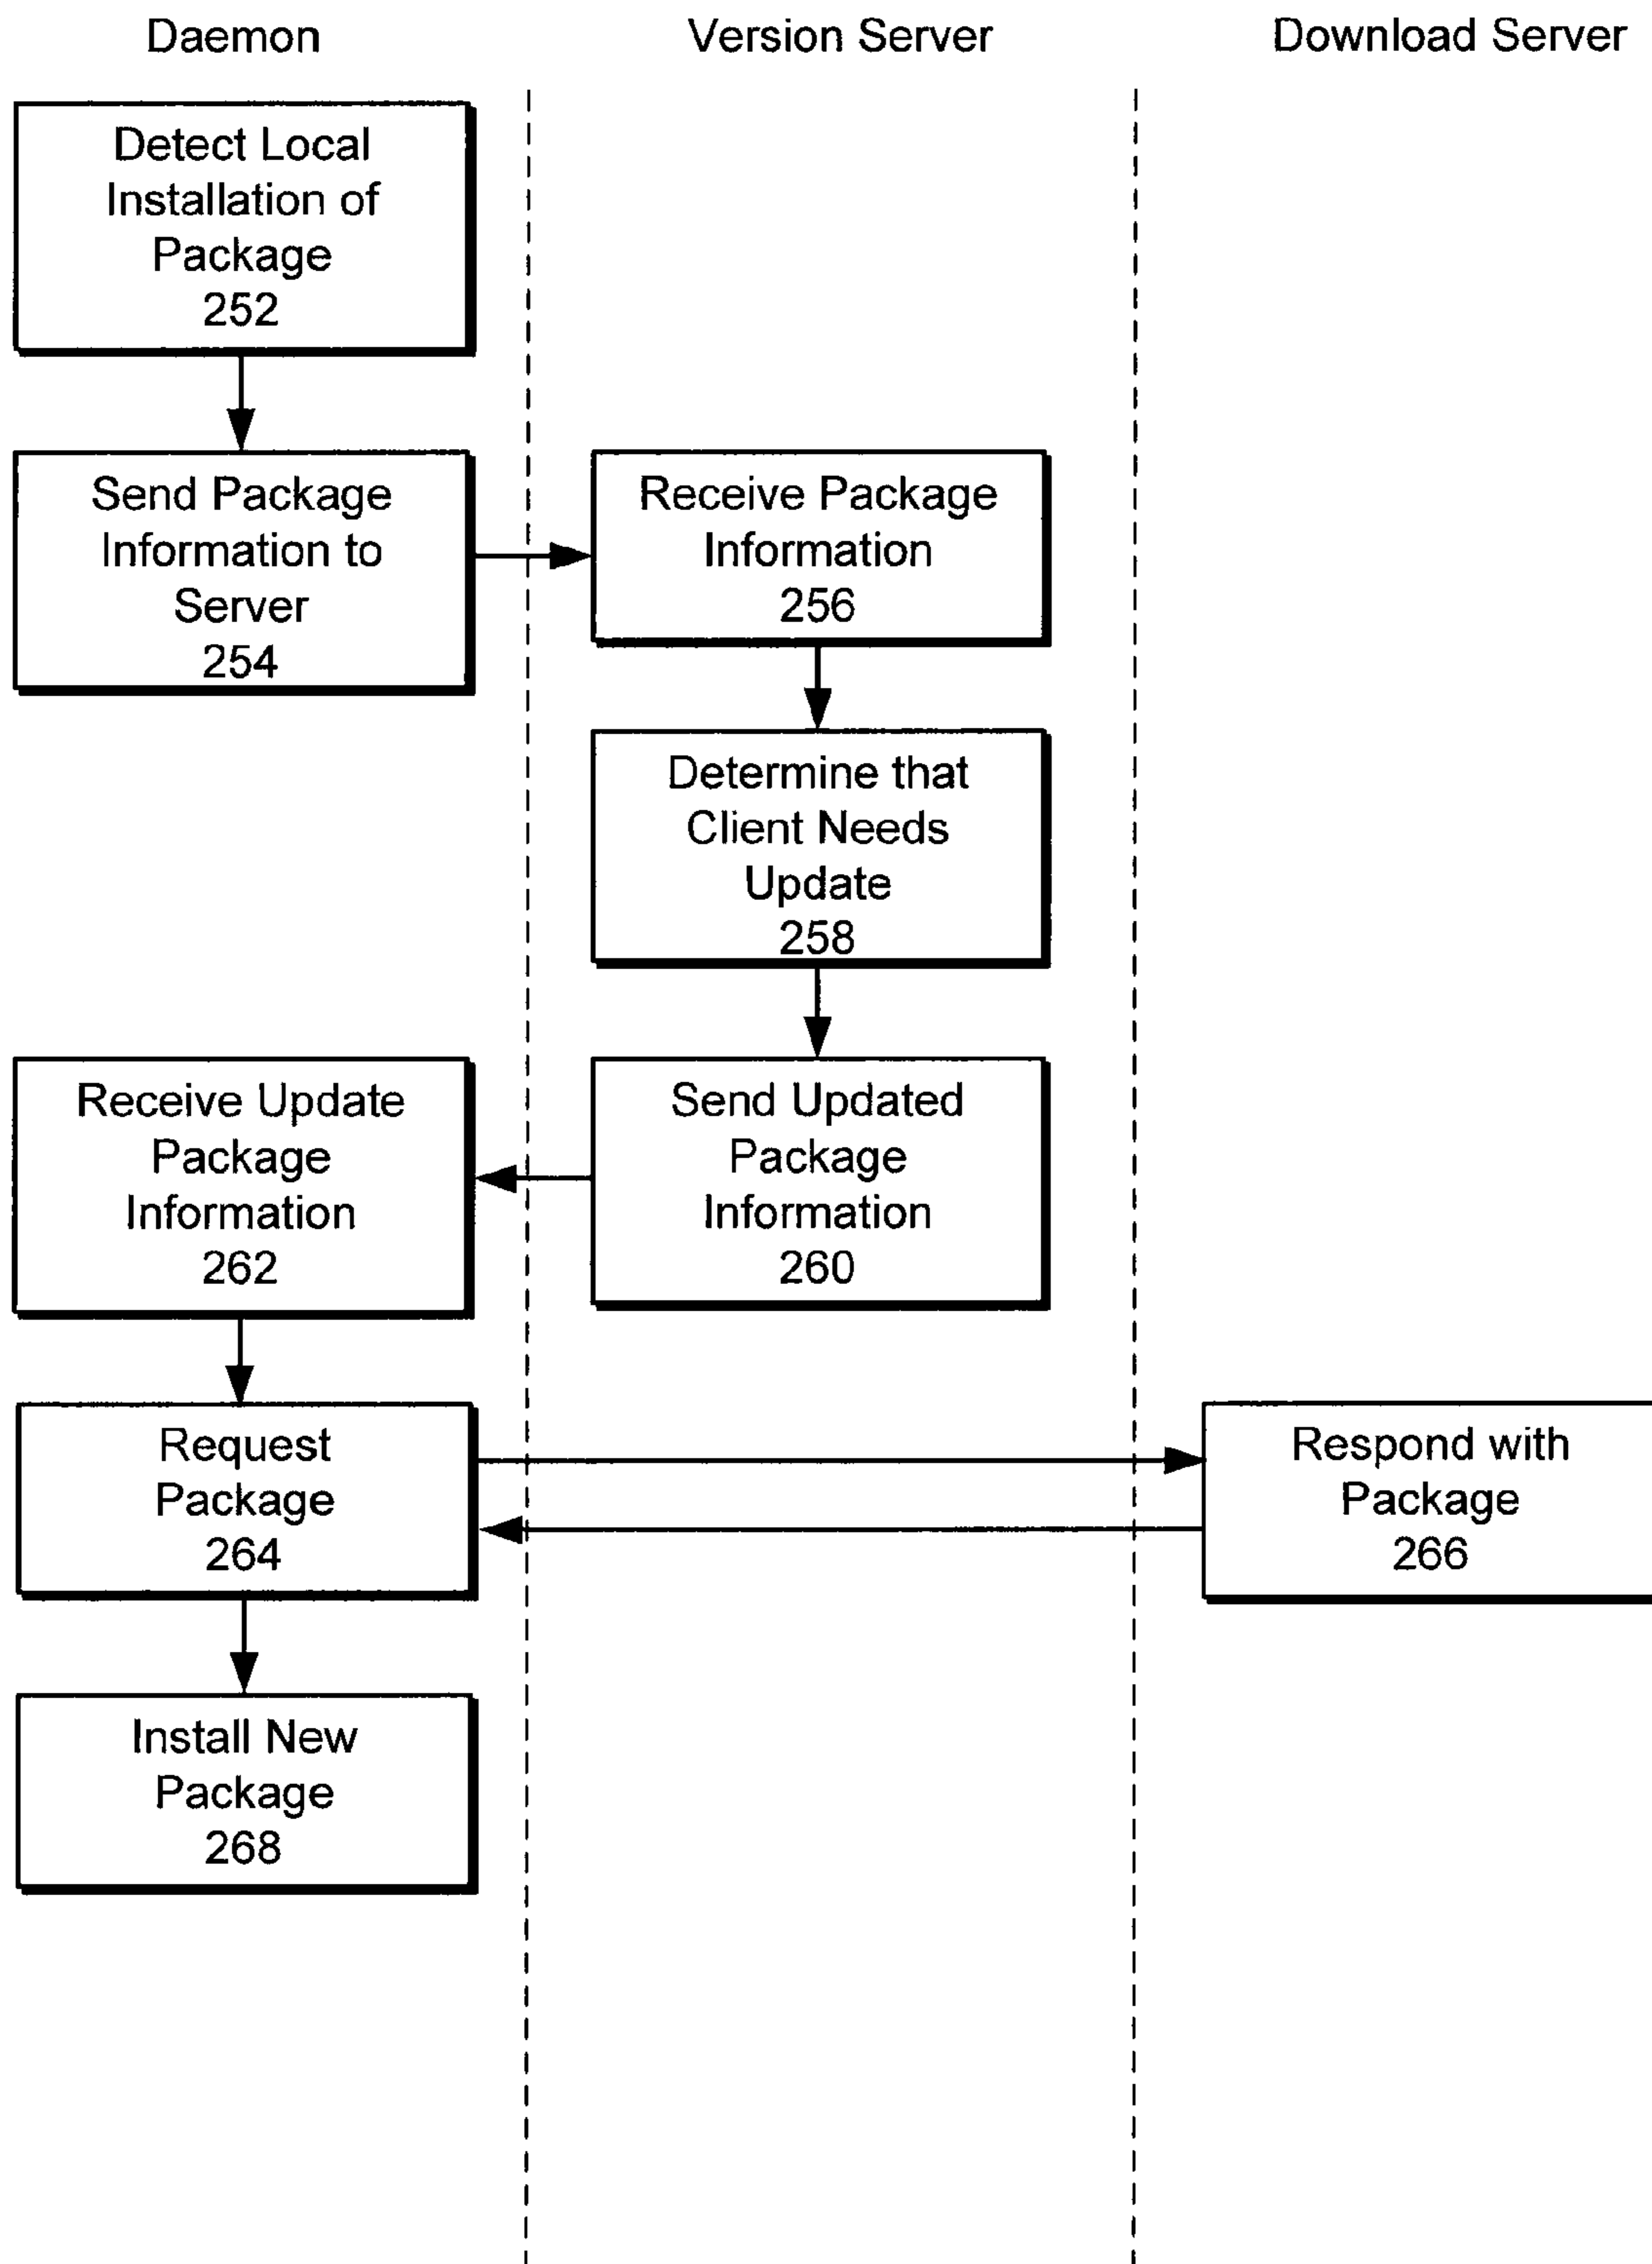 Daemon
Version Server
Download Server
Detect Local
Installation of
Package
252
Send Package
Information to
Server
254
Receive Package
Information
256
Determine that
Client Needs
Update
258
Send Updated
Package
Information
260
Receive Update
Package
Information
262
Request
Package
264
Respond with
Package
266
Install New
Package
268